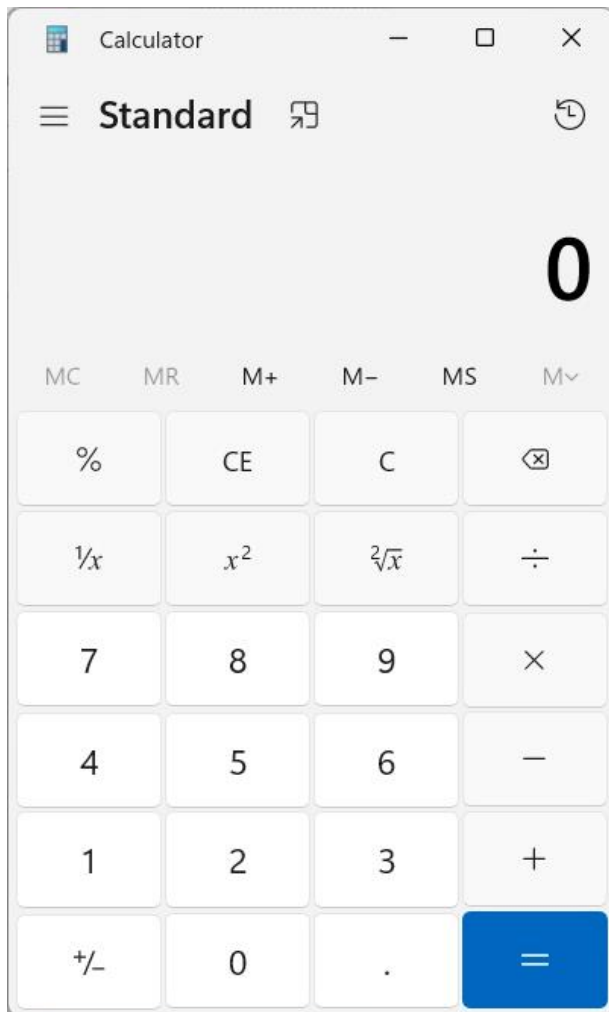 Calculator
Standard
0
MC MR M+ M− MS M
% CE C
¹/x x² ²√x ÷
7 8 9 ×
4 5 6 −
1 2 3 +
+/− 0 . =